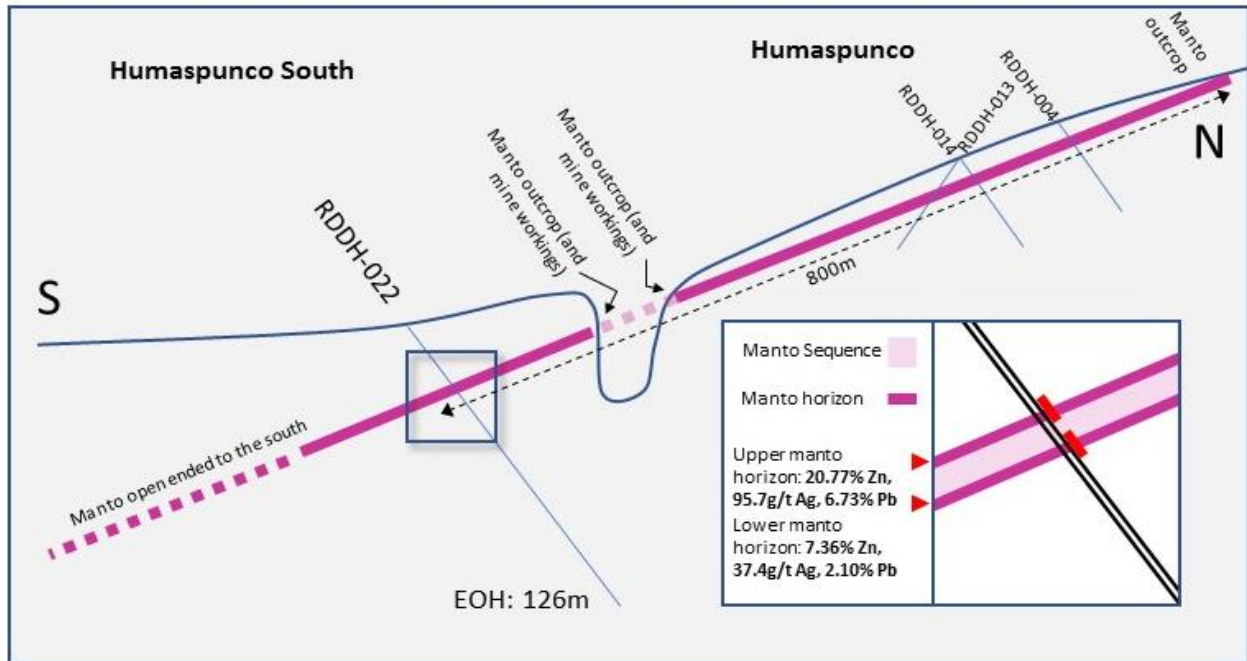 Humaspunco South
Humaspunco
Manto
outcrop
RDDH-004
RDDH-013
RDDH-014
N
Manto outcrop (and
mine workings)
Manto outcrop (and
mine workings)
RDDH-022
800m
S
Manto open ended to the south
EOH: 126m
Manto Sequence
Manto horizon
Upper manto
horizon: 20.77% Zn,
95.7g/t Ag, 6.73% Pb
Lower manto
horizon: 7.36% Zn,
37.4g/t Ag, 2.10% Pb